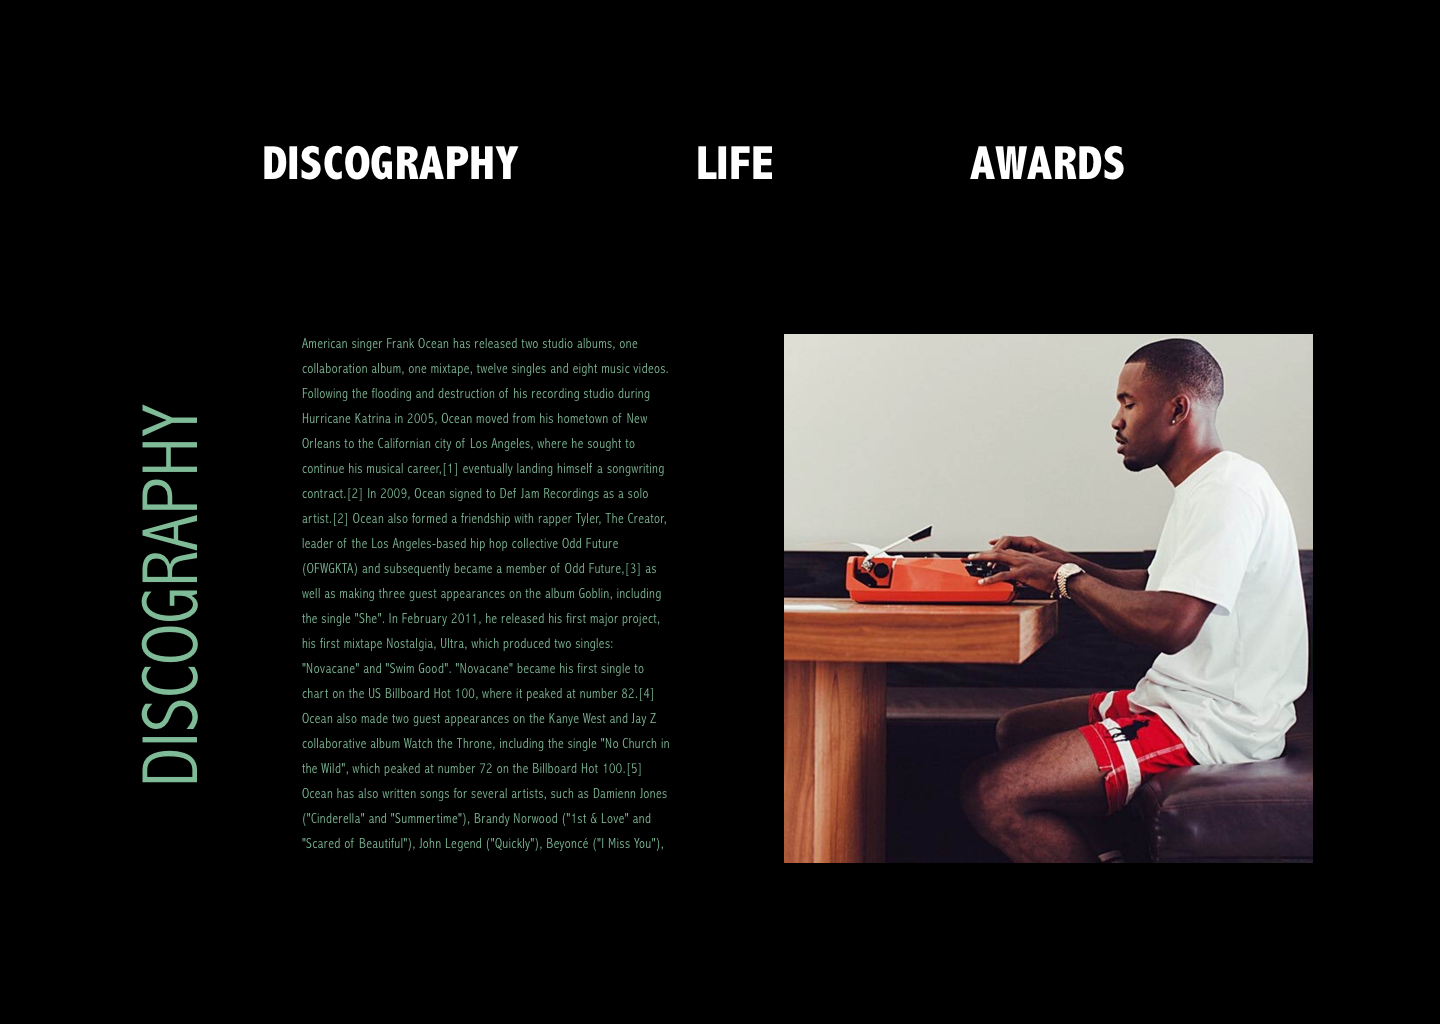 DISCOGRAPHY LIFE AWARDS
DISCOGRAPHY
American singer Frank Ocean has released two studio albums, one
collaboration album, one mixtape, twelve singles and eight music videos.
Following the flooding and destruction of his recording studio during
Hurricane Katrina in 2005, Ocean moved from his hometown of New
Orleans to the Californian city of Los Angeles, where he sought to
continue his musical career,[1] eventually landing himself a songwriting
contract.[2] In 2009, Ocean signed to Def Jam Recordings as a solo
artist.[2] Ocean also formed a friendship with rapper Tyler, The Creator,
leader of the Los Angeles-based hip hop collective Odd Future
(OFWGKTA) and subsequently became a member of Odd Future,[3] as
well as making three guest appearances on the album Goblin, including
the single "She". In February 2011, he released his first major project,
his first mixtape Nostalgia, Ultra, which produced two singles:
"Novacane" and "Swim Good". "Novacane" became his first single to
chart on the US Billboard Hot 100, where it peaked at number 82.[4]
Ocean also made two guest appearances on the Kanye West and Jay Z
collaborative album Watch the Throne, including the single "No Church in
the Wild", which peaked at number 72 on the Billboard Hot 100.[5]
Ocean has also written songs for several artists, such as Damienn Jones
("Cinderella" and "Summertime"), Brandy Norwood ("1st & Love" and
"Scared of Beautiful"), John Legend ("Quickly"), Beyoncé ("I Miss You"),